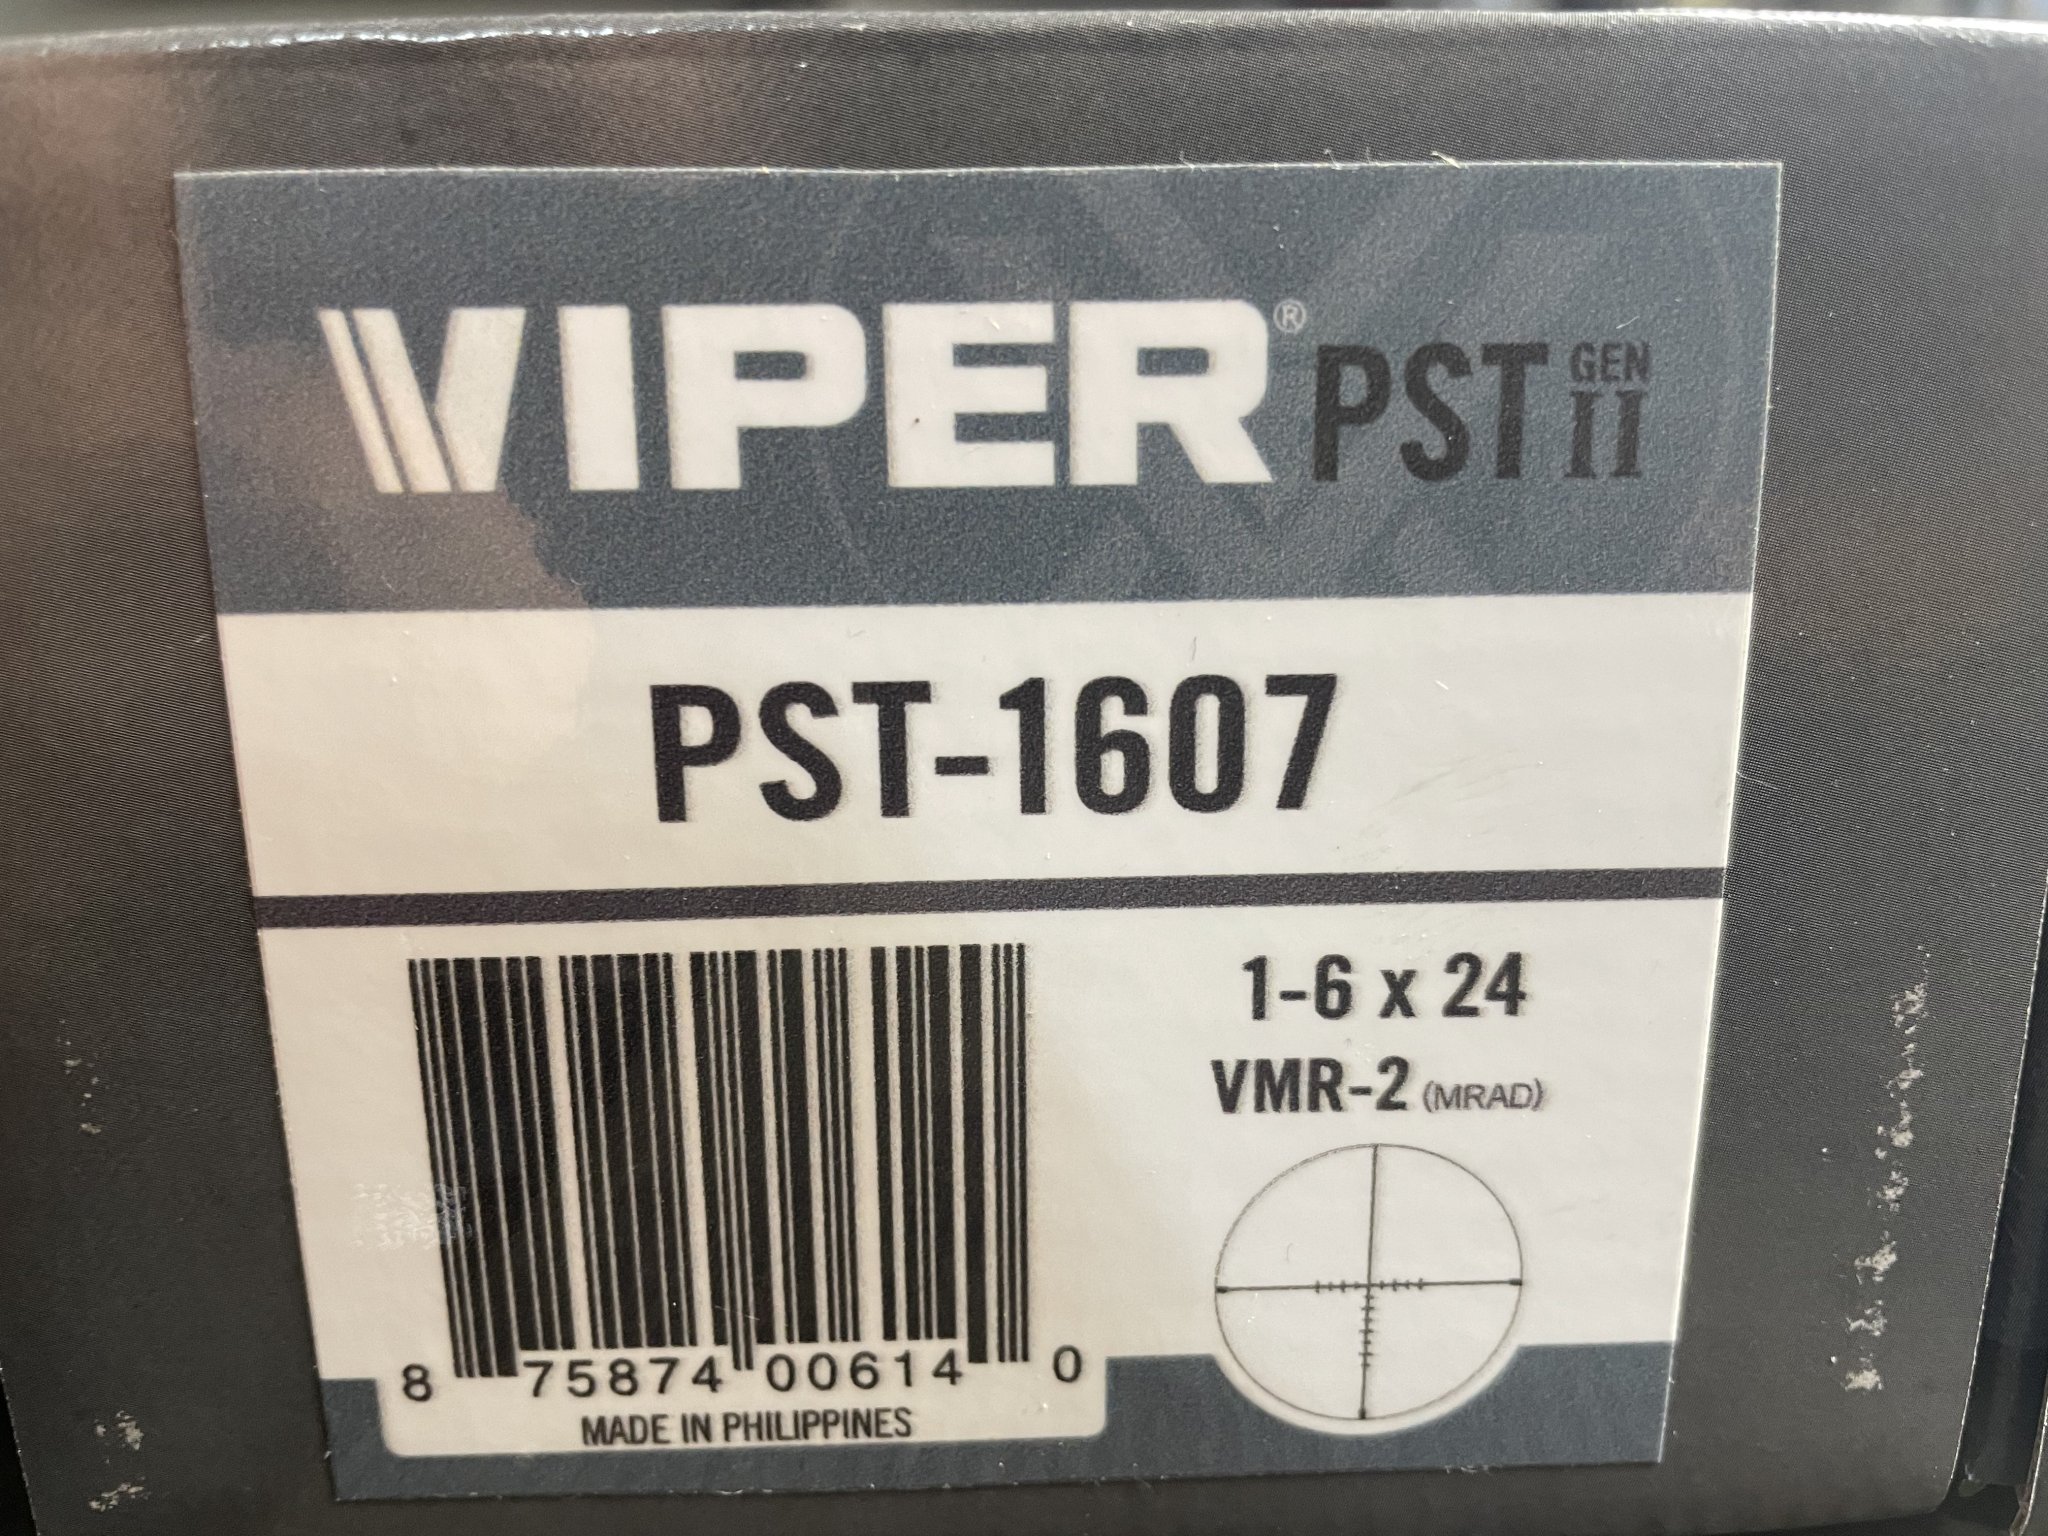 VIPER® PST GEN II
PST-1607
1-6 x 24
VMR-2 (MRAD)
8 75874 00614 0
MADE IN PHILIPPINES